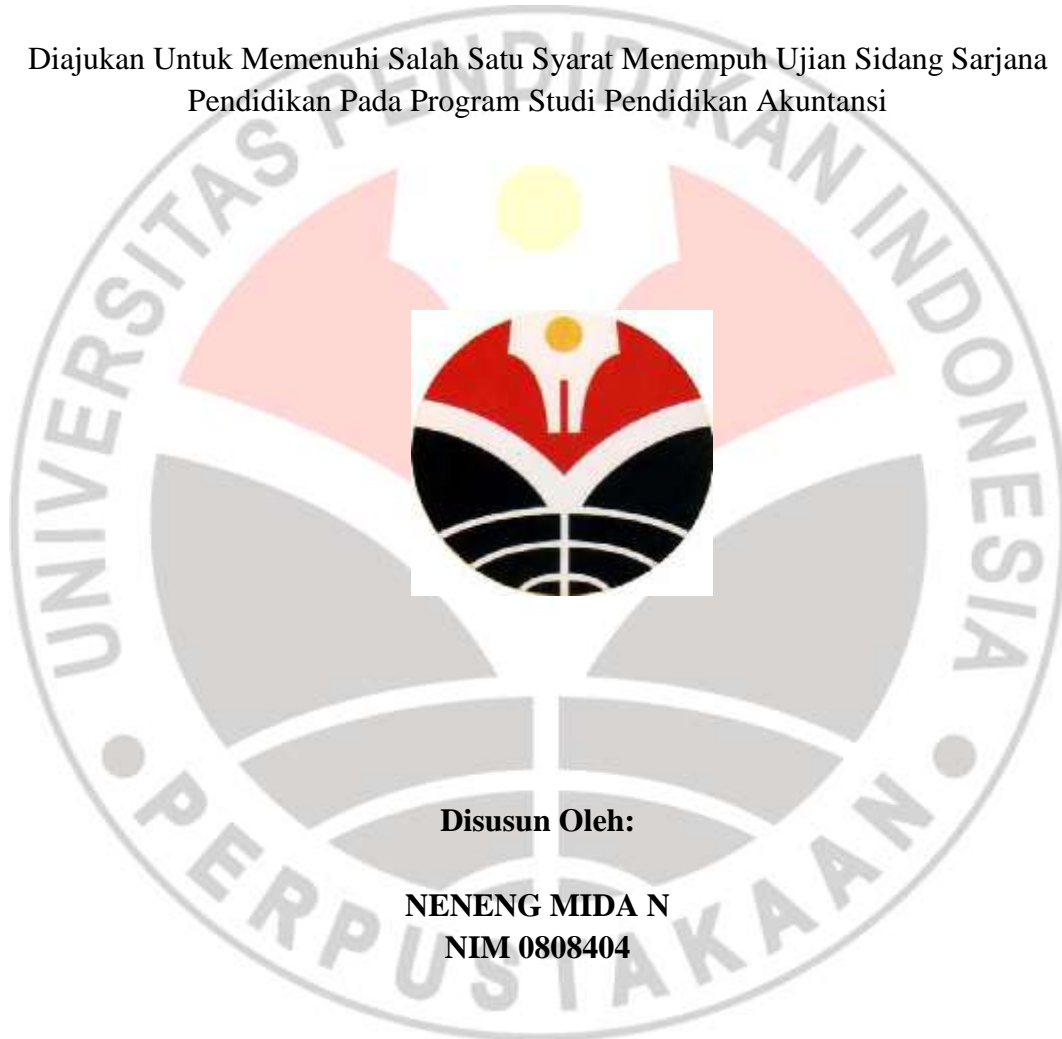 Diajukan Untuk Memenuhi Salah Satu Syarat Menempuh Ujian Sidang Sarjana
Pendidikan Pada Program Studi Pendidikan Akuntansi
UNIVERSITAS PENDIDIKAN INDONESIA
Disusun Oleh:
NENENG MIDA N
NIM 0808404
PERPUSTAKAAN